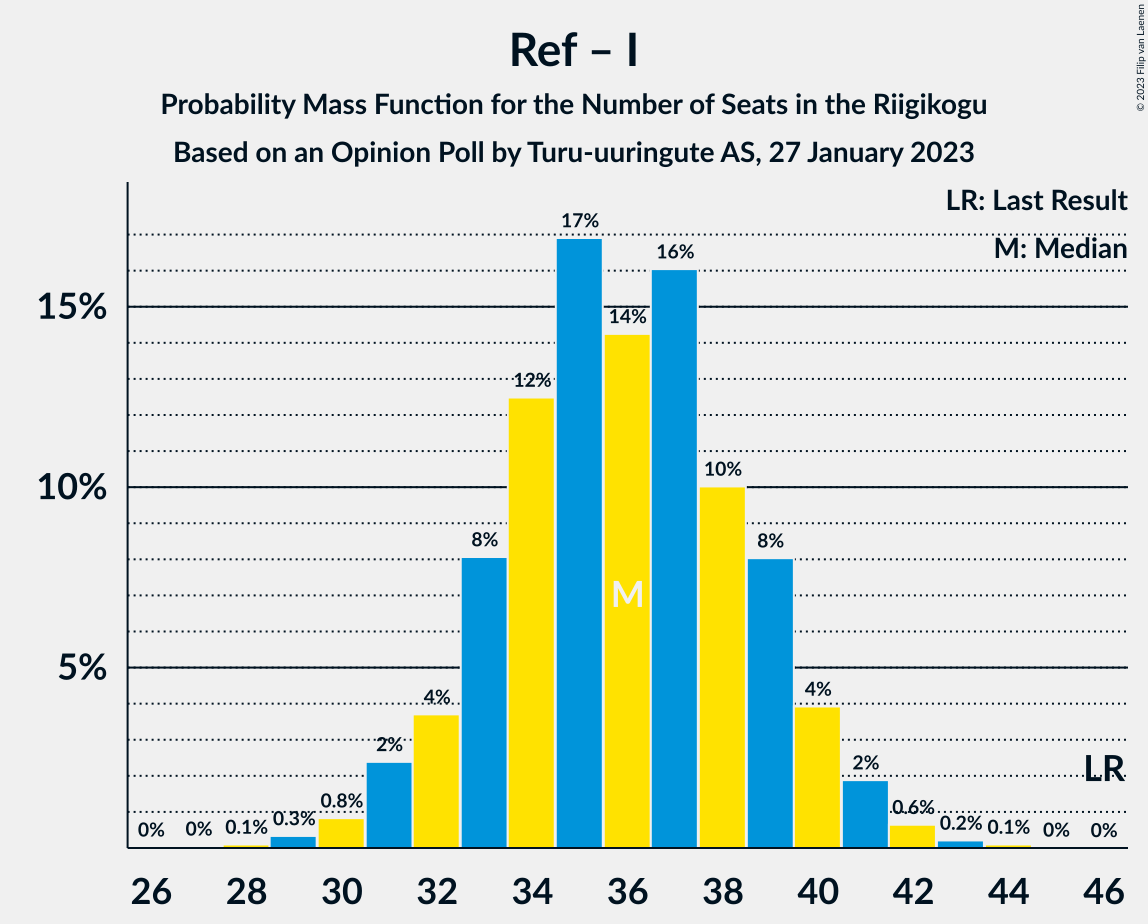 Ref – I
Probability Mass Function for the Number of Seats in the Riigikogu
Based on an Opinion Poll by Turu-uuringute AS, 27 January 2023
© 2023 Filip van Laenen
LR: Last Result
M: Median
15%
10%
5%
0%
0%
0.1%
0.3%
0.8%
2%
4%
8%
12%
17%
14%
16%
10%
8%
4%
2%
0.6%
0.2%
0.1%
0%
0%
M
LR
26 28 30 32 34 36 38 40 42 44 46